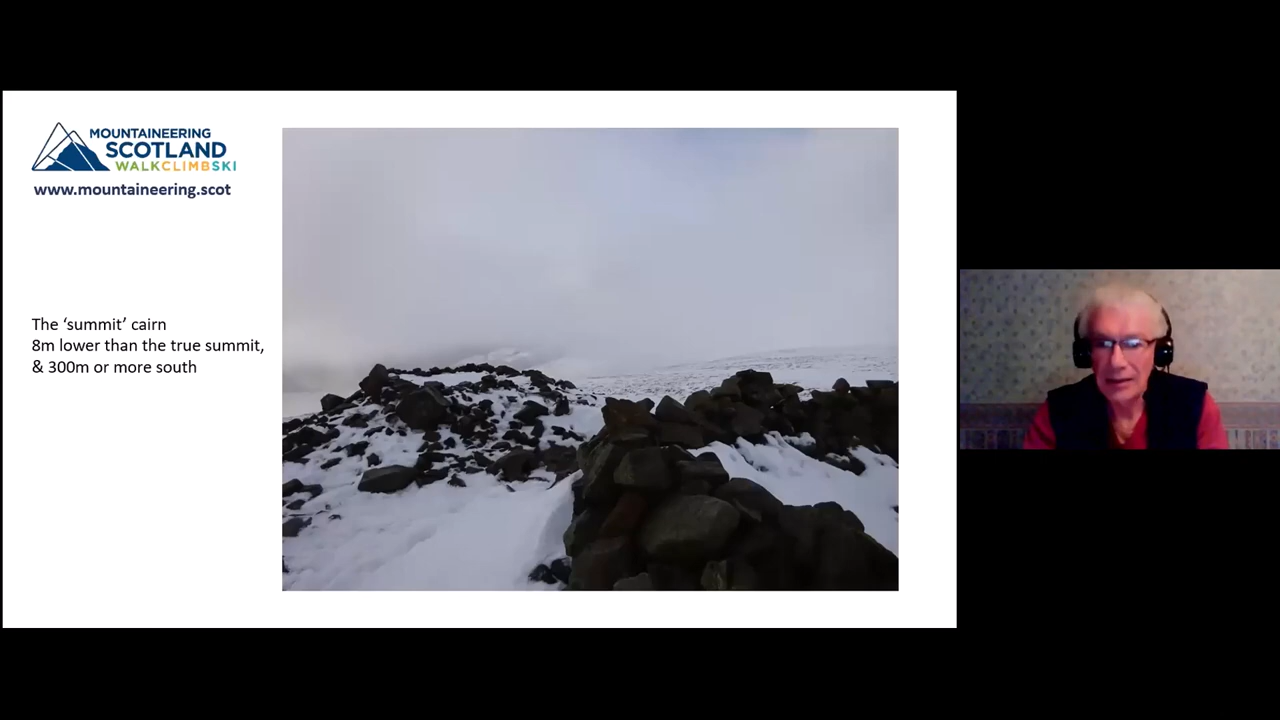 MOUNTAINEERING
SCOTLAND
WALKCLIMBSKI
www.mountaineering.scot
The ‘summit’ cairn
8m lower than the true summit,
& 300m or more south